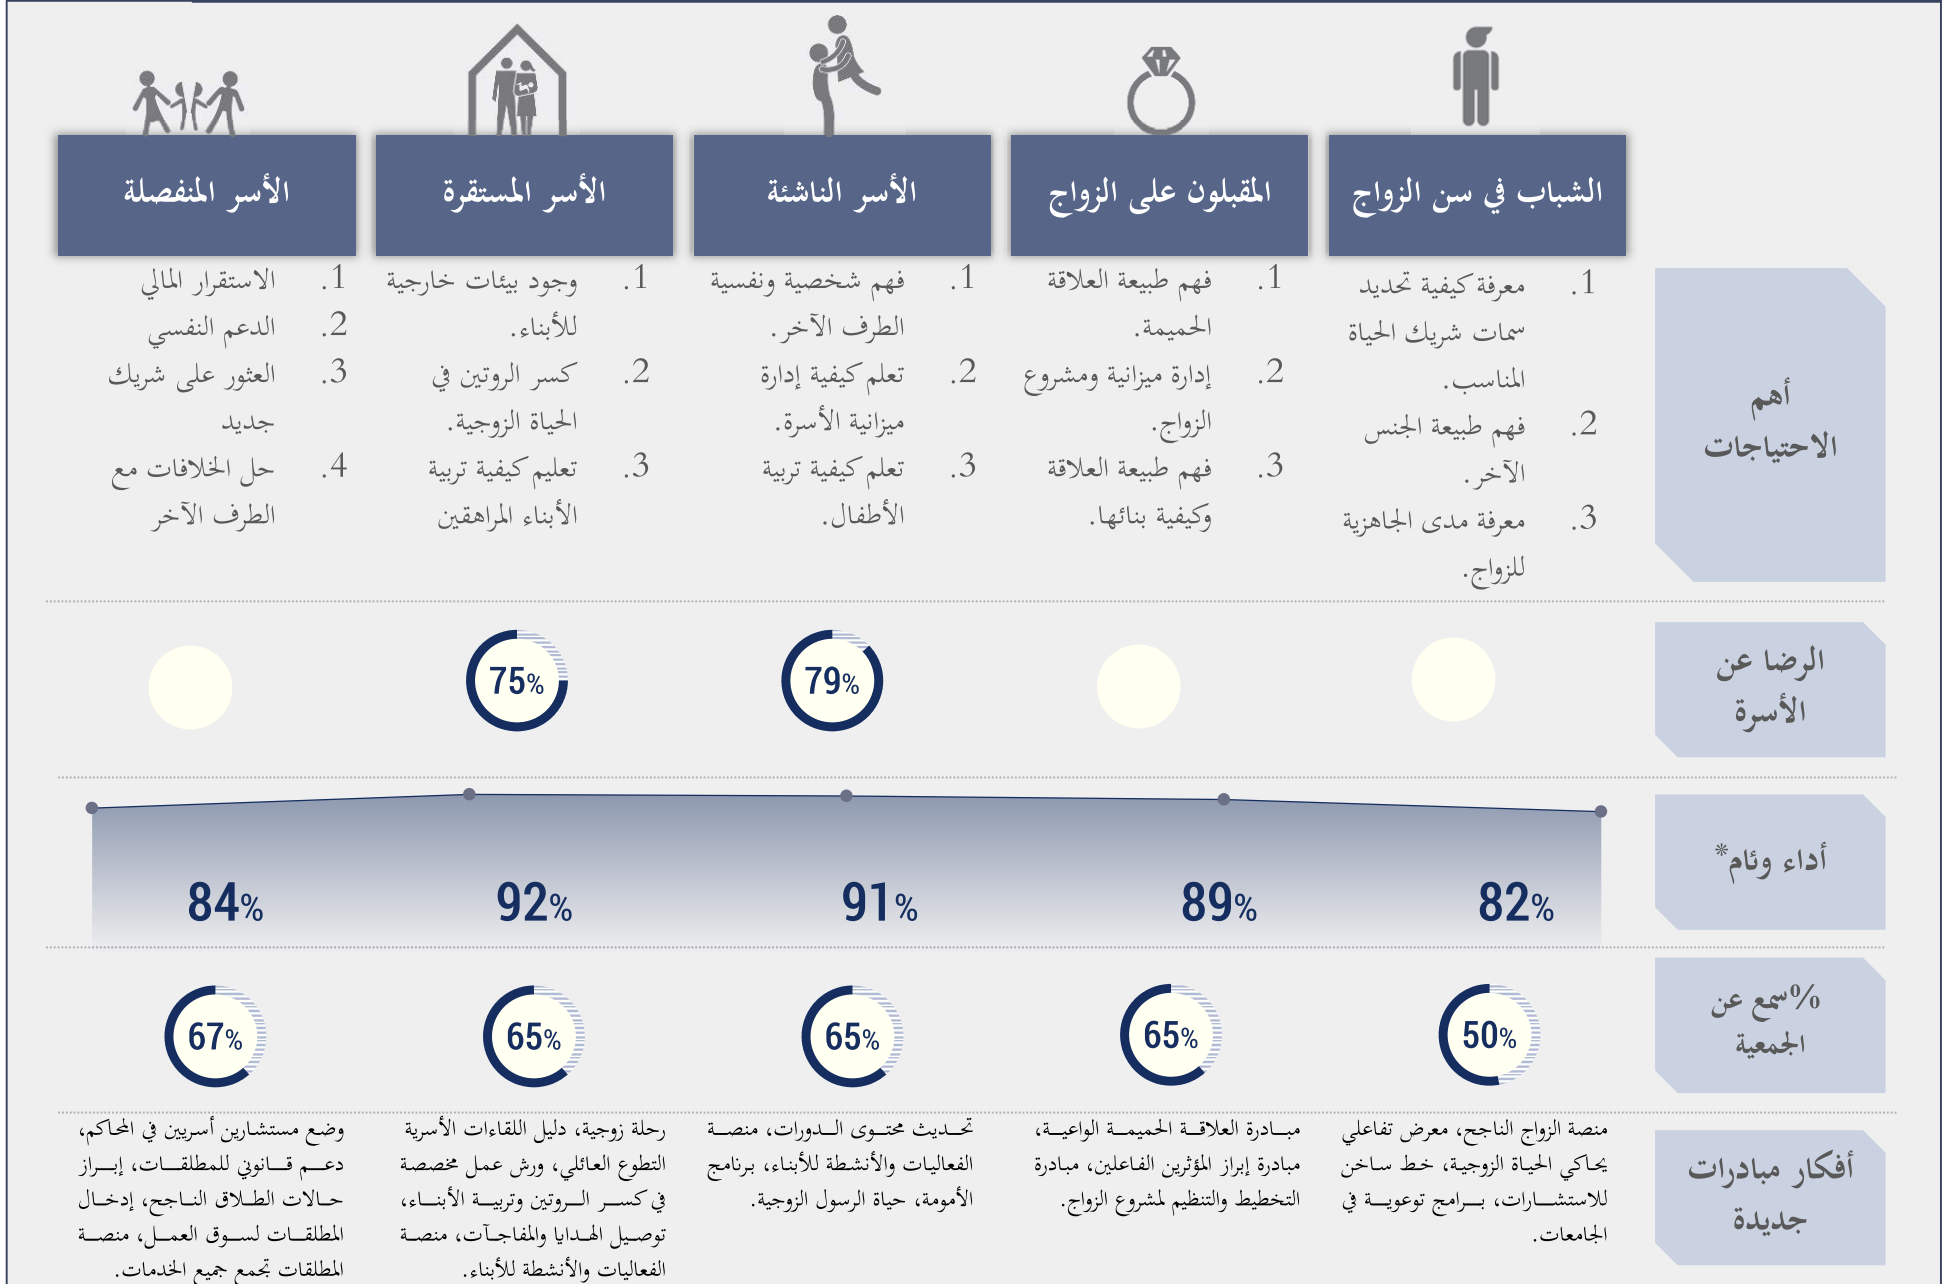 الشباب في سن الزواج
المقبلون على الزواج
الأسر الناشئة
الأسر المستقرة
الأسر المنفصلة
أهم
الاحتياجات
1. معرفة كيفية تحديد
سمات شريك الحياة
المناسب.
2. فهم طبيعة الجنس
الآخر.
3. معرفة مدى الجاهزية
للزواج.
1. فهم طبيعة العلاقة
الحميمة.
2. إدارة ميزانية ومشروع
الزواج.
3. فهم طبيعة العلاقة
وكيفية بنائها.
1. فهم شخصية ونفسية
الطرف الآخر.
2. تعلم كيفية إدارة
ميزانية الأسرة.
3. تعلم كيفية تربية
الأطفال.
1. وجود بيئات خارجية
للأبناء.
2. كسر الروتين في
الحياة الزوجية.
3. تعليم كيفية تربية
الأبناء المراهقين
1. الاستقرار المالي
2. الدعم النفسي
3. العثور على شريك
جديد
4. حل الخلافات مع
الطرف الآخر
الرضا عن
الأسرة
79%
75%
أداء وئام*
82%
89%
91%
92%
84%
%سمع عن
الجمعية
50%
65%
65%
65%
67%
أفكار مبادرات
جديدة
منصة الزواج الناجح، معرض تفاعلي
يحاكي الحياة الزوجية، خط ساخن
للاستشارات، برامج توعوية في
الجامعات.
مبادرة العلاقة الحميمة الواعية،
مبادرة إبراز المؤثرين الفاعلين، مبادرة
التخطيط والتنظيم لمشروع الزواج.
تحديث محتوى الدورات، منصة
الفعاليات والأنشطة للأبناء، برنامج
الأمومة، حياة الرسول الزوجية.
رحلة زوجية، دليل اللقاءات الأسرية
التطوع العائلي، ورش عمل مخصصة
في كسر الروتين وتربية الأبناء،
توصيل الهدايا والمفاجآت، منصة
الفعاليات والأنشطة للأبناء.
وضع مستشارين أسريين في المحاكم،
دعم قانوني للمطلقات، إبراز
حالات الطلاق الناجح، إدخال
المطلقات لسوق العمل، منصة
المطلقات تجمع جميع الخدمات.